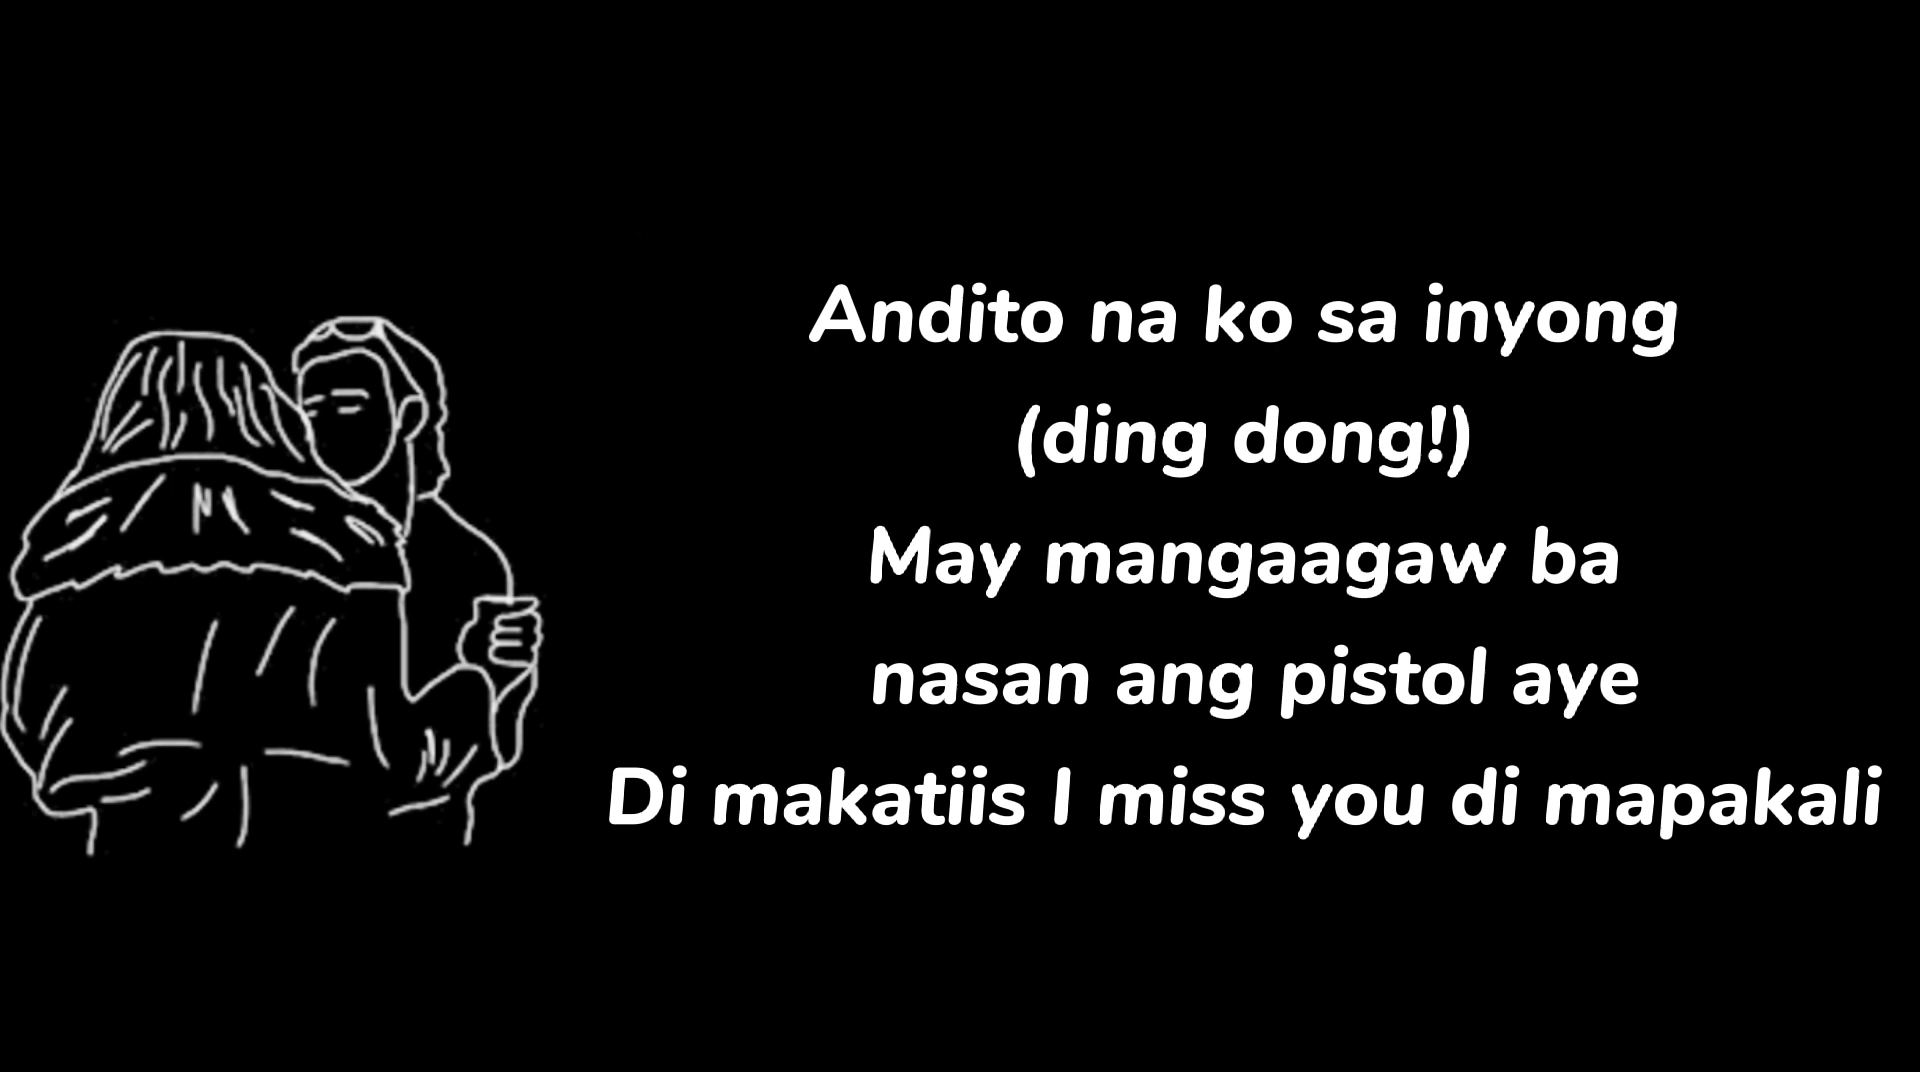 Andito na ko sa inyong
(ding dong!)
May mangaagaw ba
nasan ang pistol aye
Di makatiis I miss you di mapakali